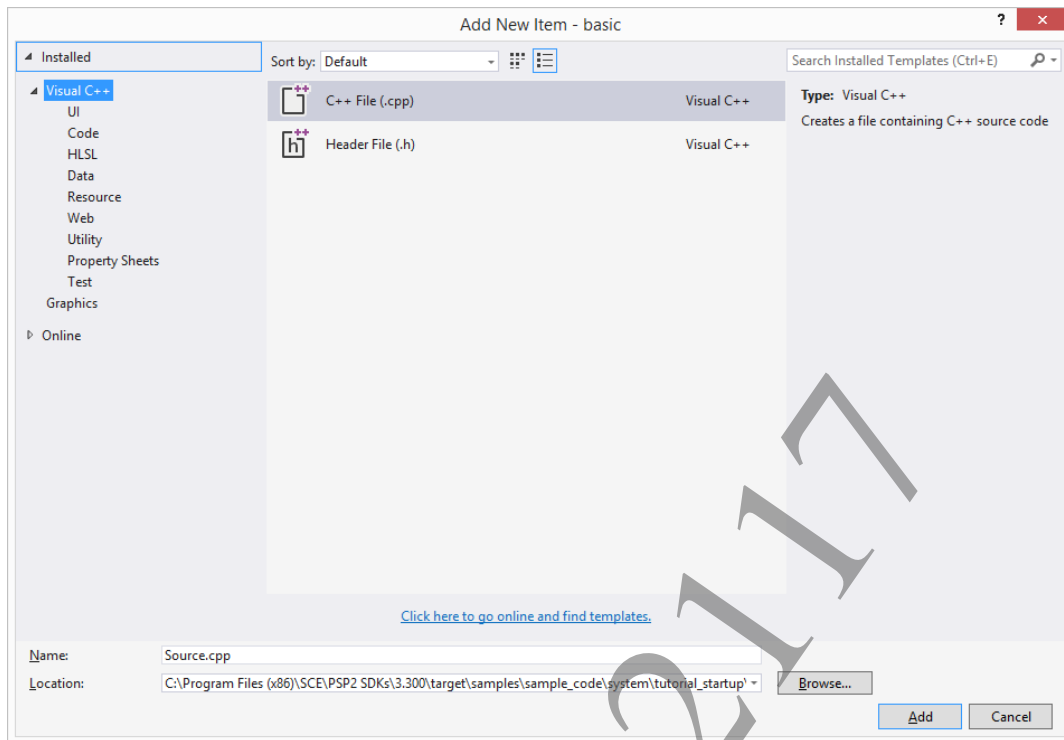 Add New Item - basic
?
Installed
Sort by: Default
Search Installed Templates (Ctrl+E)
Visual C++
UI
Code
HLSL
Data
Resource
Web
Utility
Property Sheets
Test
Graphics
Online
C++ File (.cpp) Visual C++
Header File (.h) Visual C++
Type: Visual C++
Creates a file containing C++ source code
Click here to go online and find templates.
Name: Source.cpp
Location: C:\Program Files (x86)\SCE\PSP2 SDKs\3.300\target\samples\sample_code\system\tutorial_startup\
Browse...
Add Cancel
217